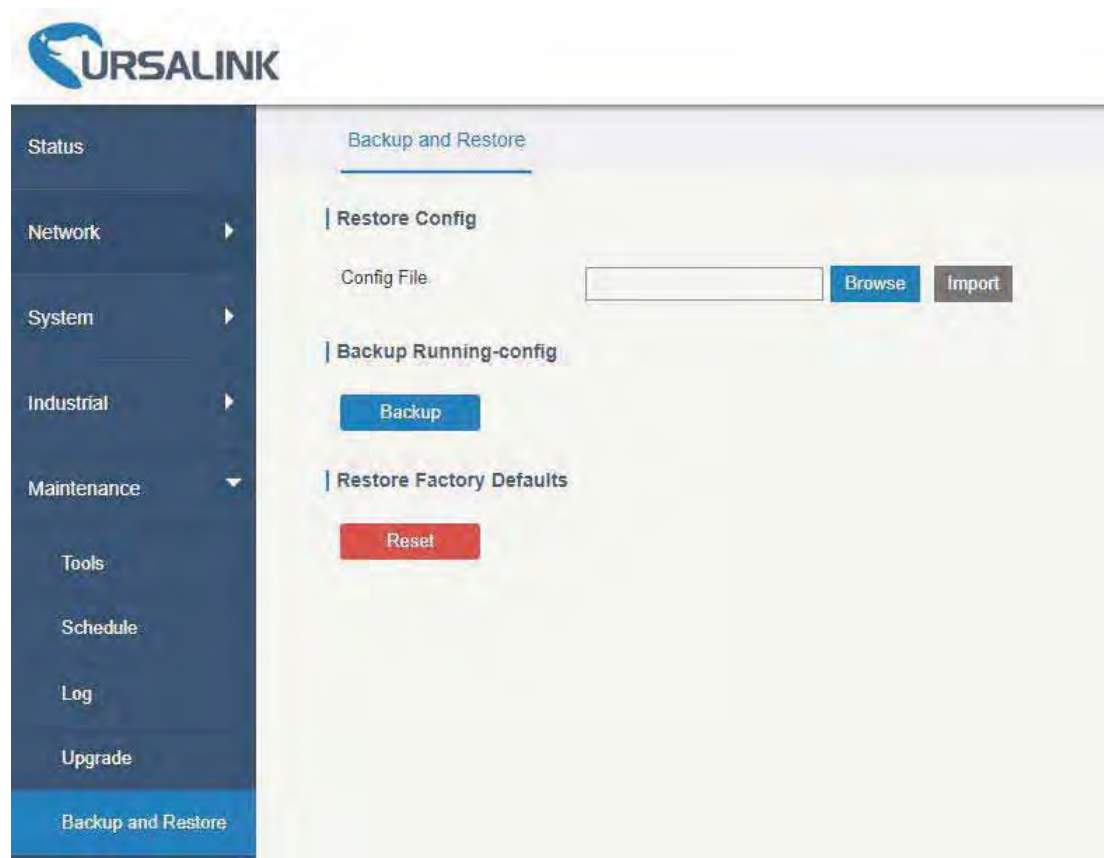 URSALINK
Status
Network
System
Industrial
Maintenance
Tools
Schedule
Log
Upgrade
Backup and Restore
Backup and Restore
Restore Config
Config File
Browse
Import
Backup Running-config
Backup
Restore Factory Defaults
Reset